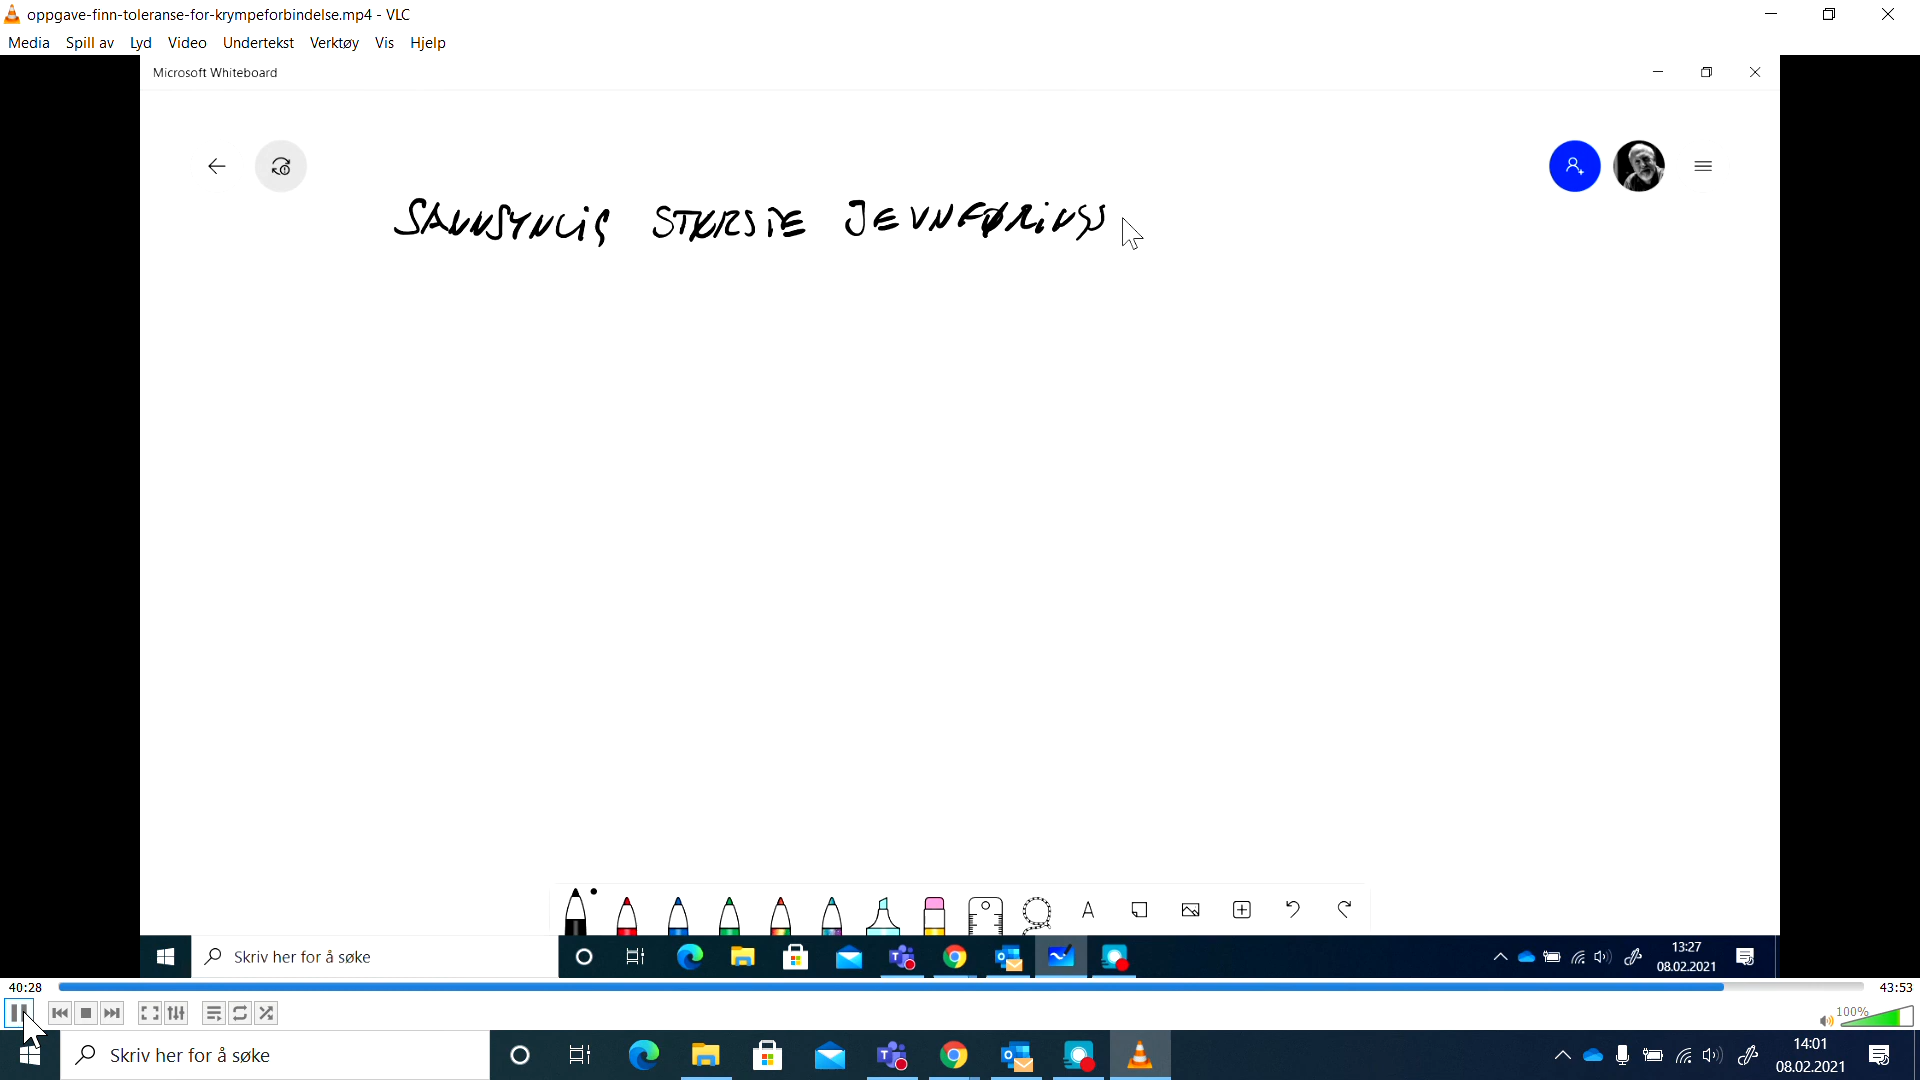 oppgave-finn-toleranse-for-krympeforbindelse.mp4 - VLC
Media Spill av Lyd Video Undertekst Verktøy Vis Hjelp
Microsoft Whiteboard
SANNSYNLIG STØRSTE JEVNFØRINGS
A
Skriv her for å søke
13:27
08.02.2021
40:28
43:53
100%
Skriv her for å søke
14:01
08.02.2021